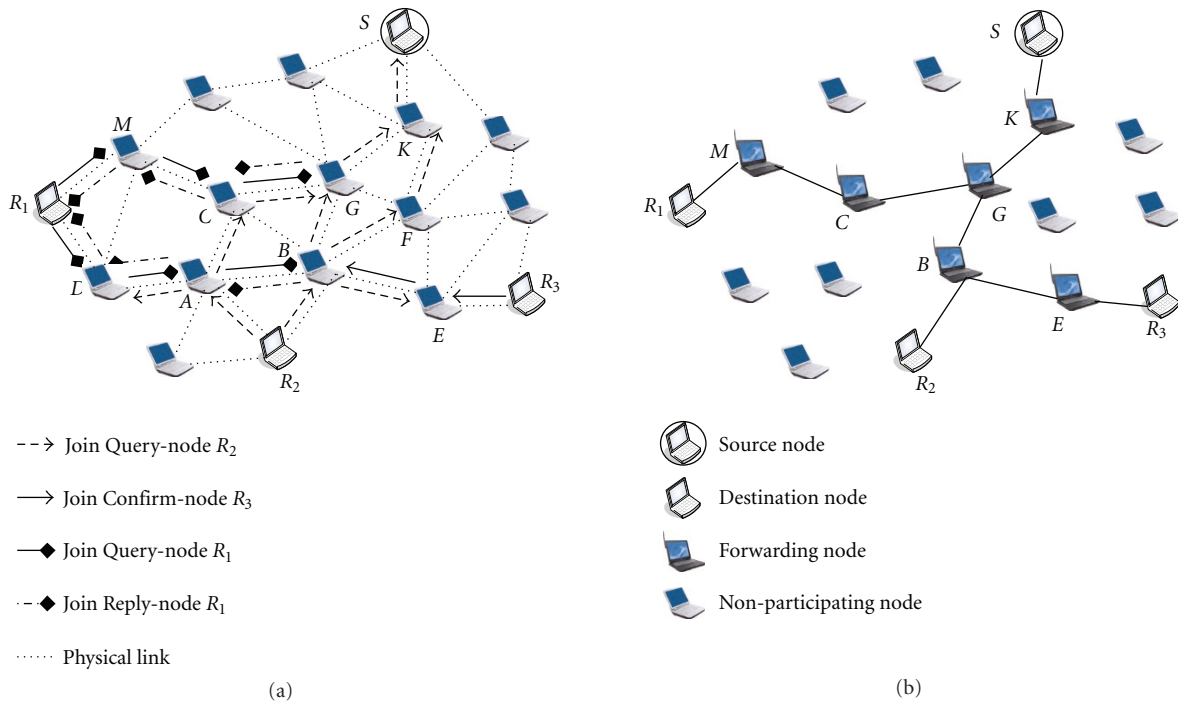 S
M
K
R1
C
G
F
B
D
A
R3
E
R2
Join Query-node R2
Join Confirm-node R3
Join Query-node R1
Join Reply-node R1
Physical link
(a)
S
K
M
R1
C
G
B
E
R3
R2
Source node
Destination node
Forwarding node
Non-participating node
(b)